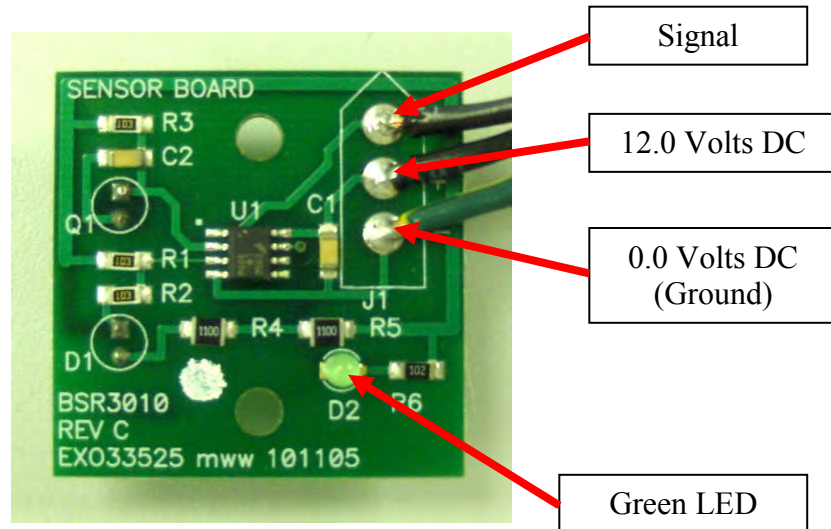 Signal
SENSOR BOARD
103 R3
C2
12.0 Volts DC
Q1
U1 C1
103 R1
0.0 Volts DC
(Ground)
103 R2
J1
D1
1100 R4 1100 R5
102
BSR3010
D2 R6
REV C
EXO33525 mww 101105
Green LED